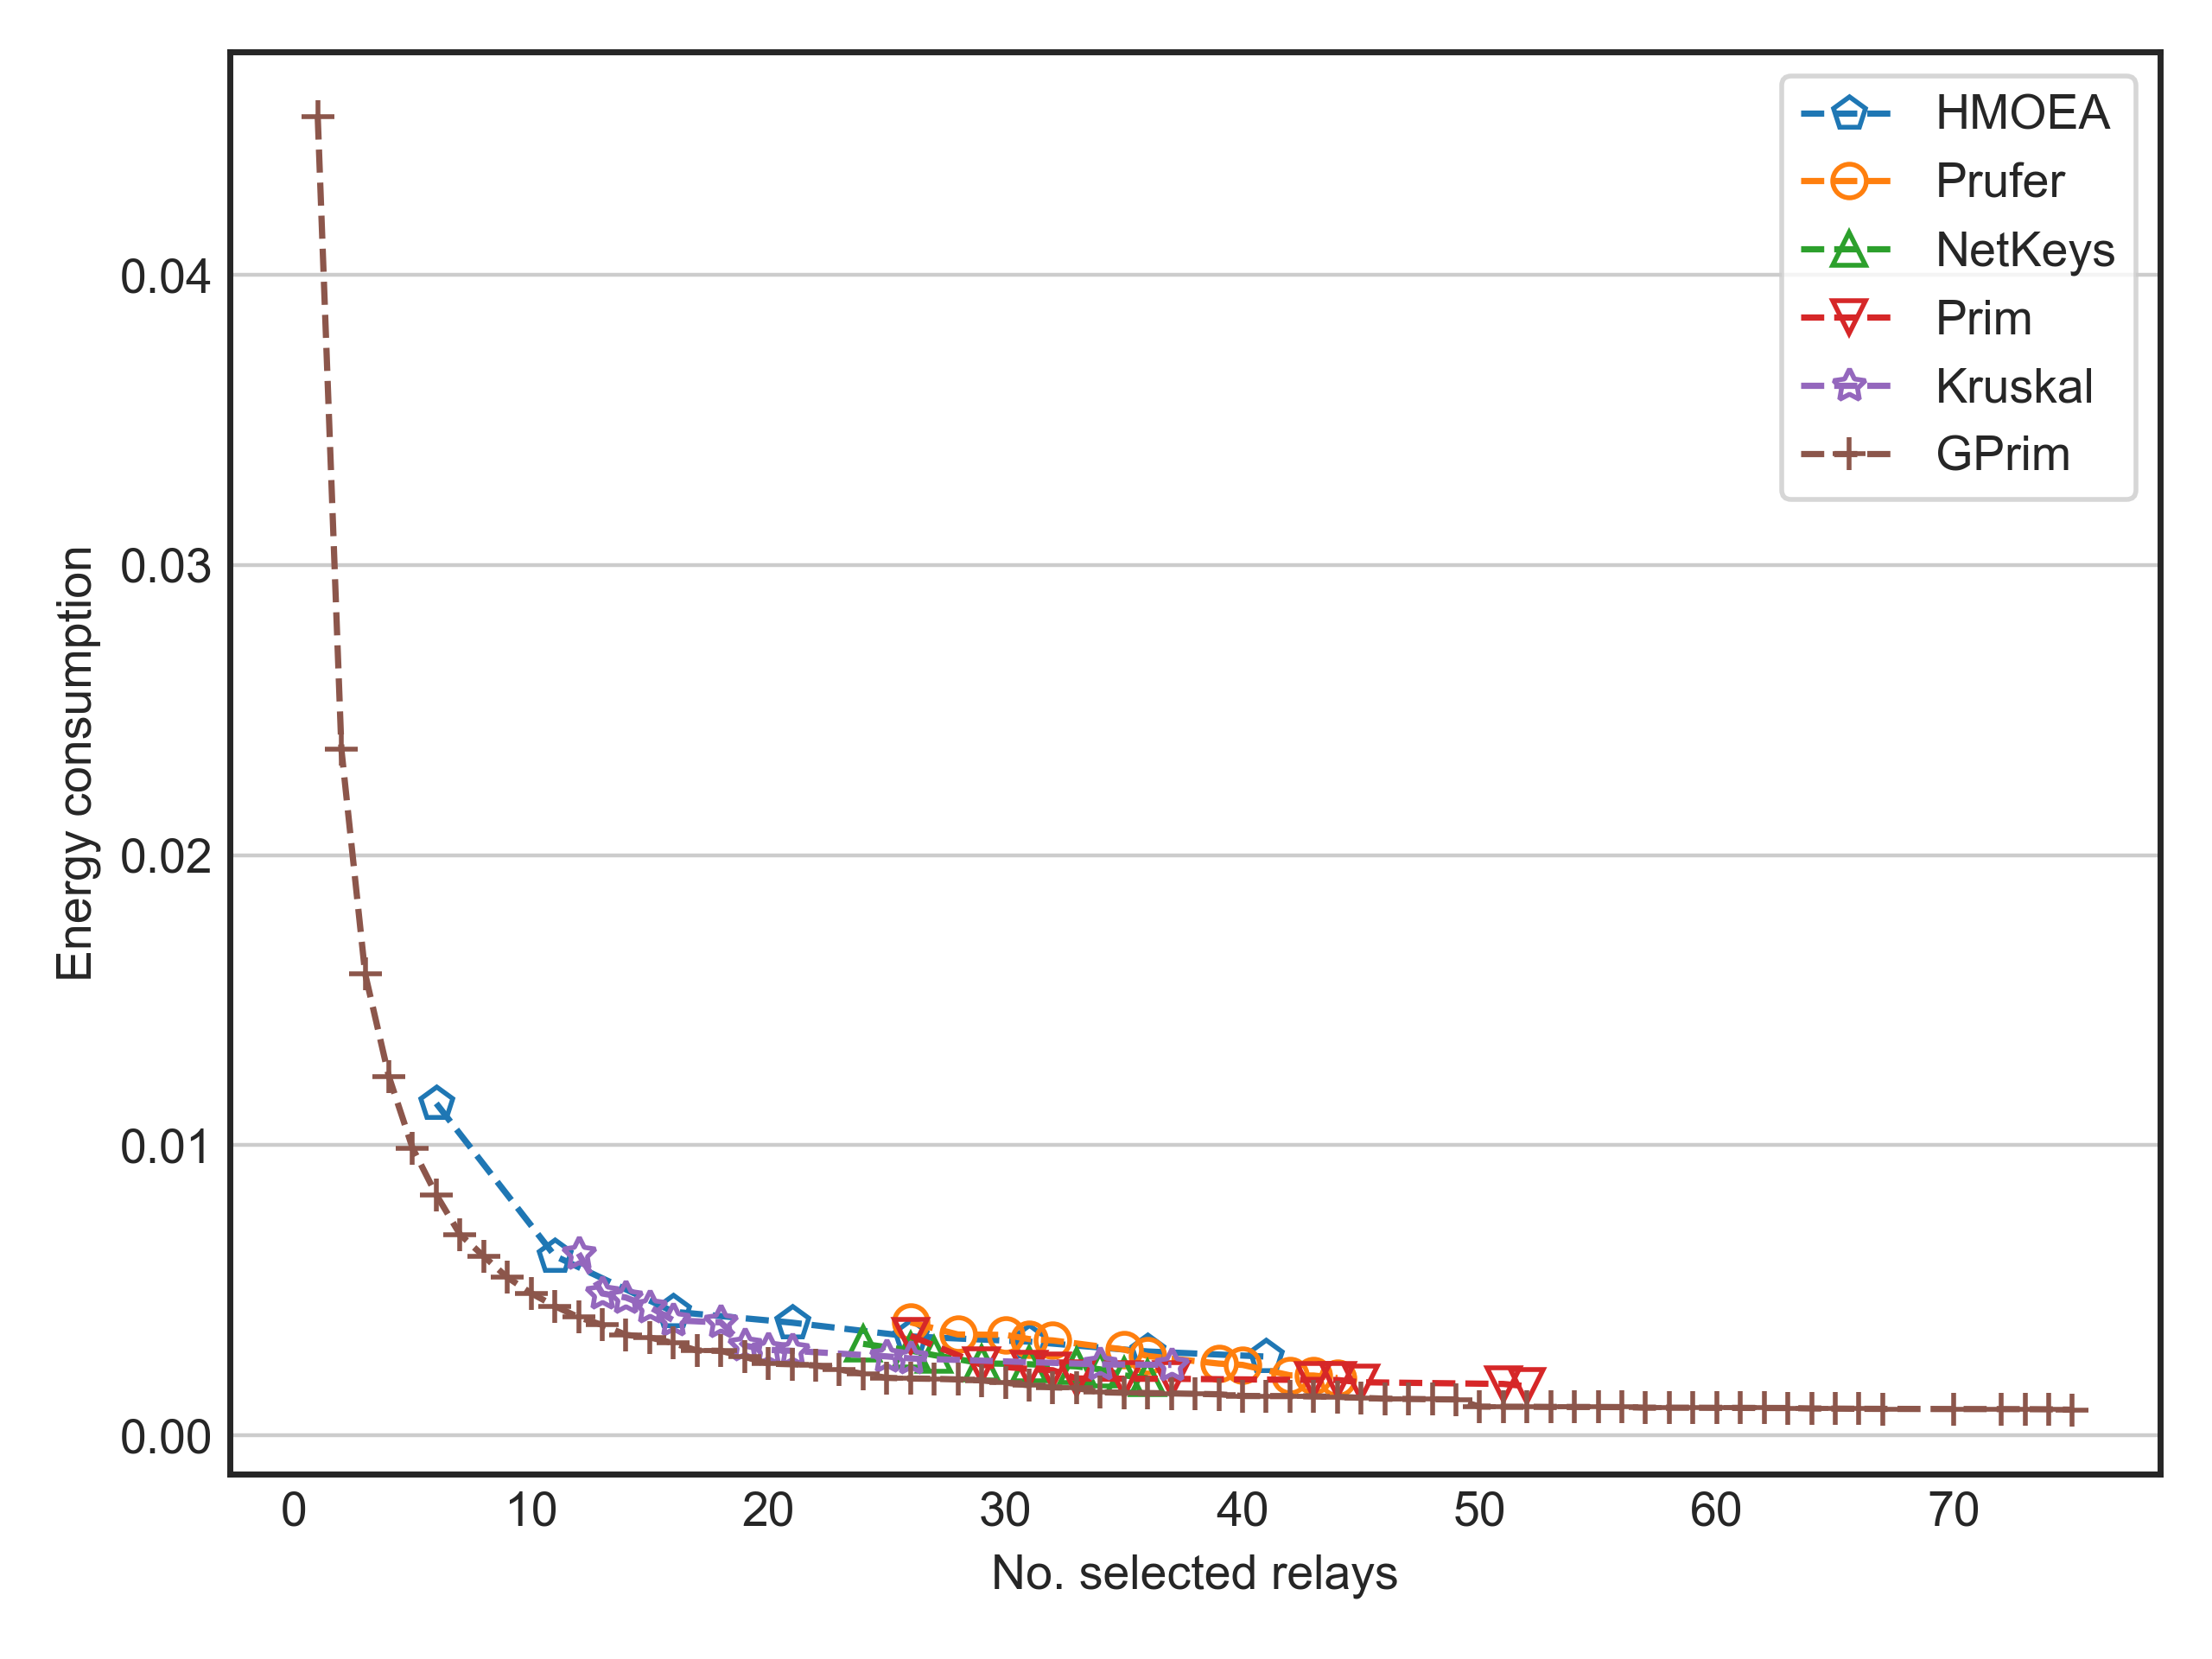 HMOEA
Prufer
NetKeys
Prim
Kruskal
GPrim
Energy consumption
0.04
0.03
0.02
0.01
0.00
0 10 20 30 40 50 60 70
No. selected relays